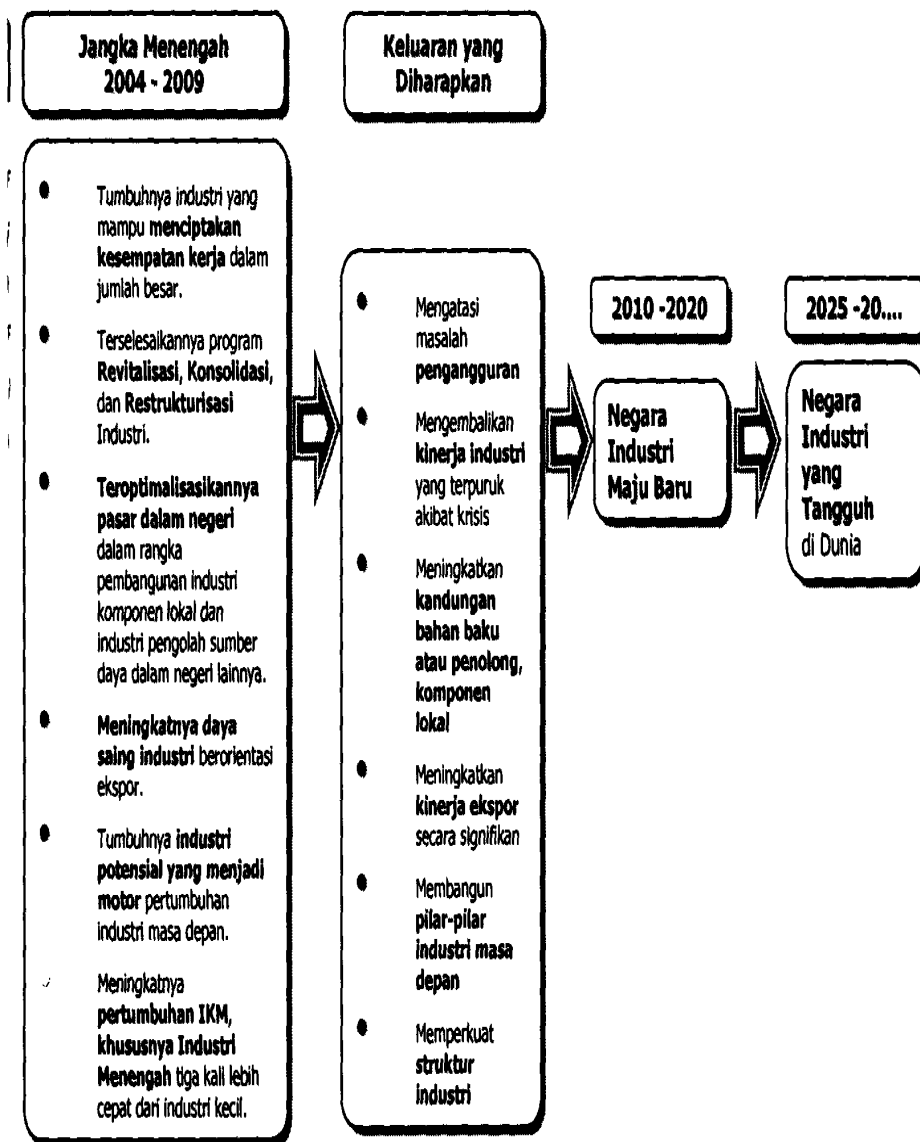 Jangka Menengah
2004 - 2009
Tumbuhnya industri yang
mampu menciptakan
kesempatan kerja dalam
jumlah besar.
Terselesaikannya program
Revitalisasi, Konsolidasi,
dan Restrukturisasi
Industri.
Teroptimalisasikannya
pasar dalam negeri
dalam rangka
pembangunan industri
komponen lokal dan
industri pengolah sumber
daya dalam negeri lainnya.
Meningkatnya daya
saing industri berorientasi
ekspor.
Tumbuhnya industri
potensial yang menjadi
motor pertumbuhan
industri masa depan.
Meningkatnya
pertumbuhan IKM,
khususnya Industri
Menengah tiga kali lebih
cepat dari industri kecil.
Keluaran yang
Diharapkan
Mengatasi
masalah
pengangguran
Mengembalikan
kinerja industri
yang terpuruk
akibat krisis
Meningkatkan
kandungan
bahan baku
atau penolong,
komponen
lokal
Meningkatkan
kinerja ekspor
secara signifikan
Membangun
pilar-pilar
industri masa
depan
Memperkuat
struktur
industri
2010 -2020
Negara
Industri
Maju Baru
2025 -20....
Negara
Industri
yang
Tangguh
di Dunia